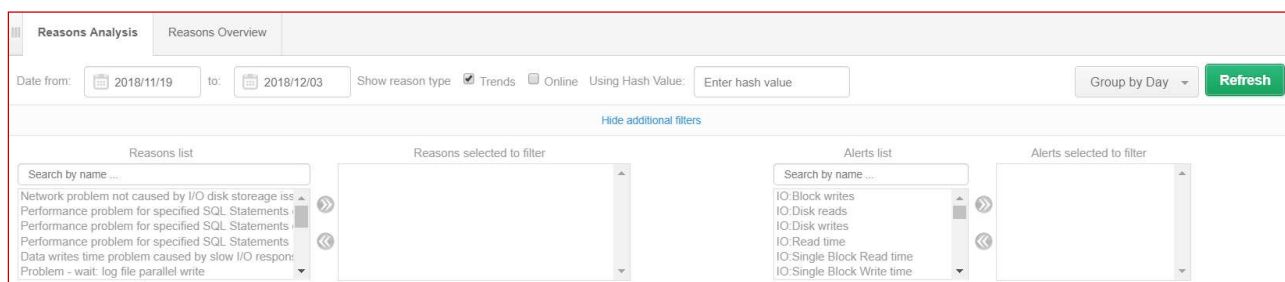 Reasons Analysis Reasons Overview
Date from: 2018/11/19 to: 2018/12/03 Show reason type Trends Online Using Hash Value: Enter hash value Group by Day Refresh
Hide additional filters
Reasons list Reasons selected to filter Alerts list Alerts selected to filter
Search by name ... Search by name ...
Network problem not caused by I/O disk storeage iss IO:Block writes
Performance problem for specified SQL Statements IO:Disk reads
Performance problem for specified SQL Statements IO:Disk writes
Performance problem for specified SQL Statements IO:Read time
Data writes time problem caused by slow I/O respon IO:Single Block Read time
Problem - wait: log file parallel write IO:Single Block Write time